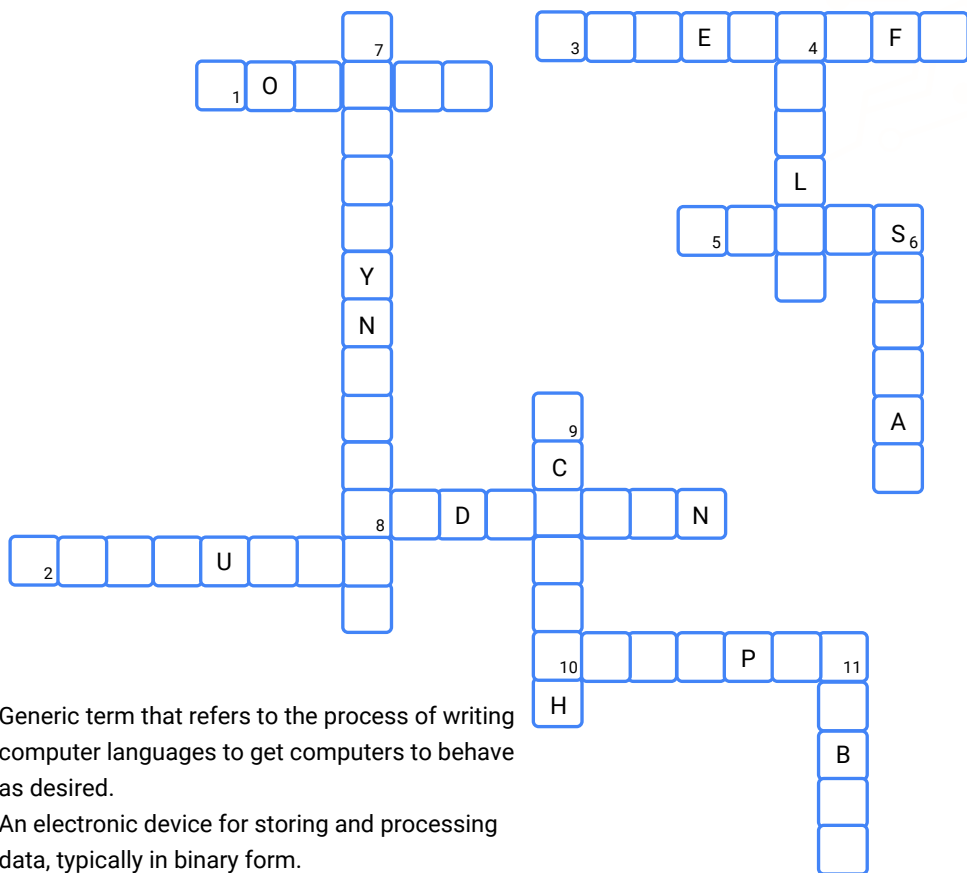 7
3 E 4 F
1 O
L
5 S 6
Y
N
A
9
C
8 D N
2 U
10 P 11
H
B
Generic term that refers to the process of writing
computer languages to get computers to behave
as desired.
An electronic device for storing and processing
data, typically in binary form.